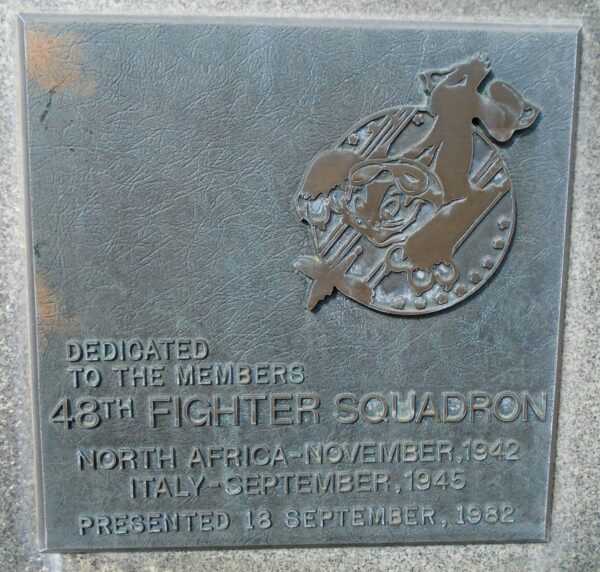 DEDICATED
TO THE MEMBERS
48TH FIGHTER SQUADRON
NORTH AFRICA-NOVEMBER, 1942
ITALY-SEPTEMBER, 1945
PRESENTED 18 SEPTEMBER, 1982